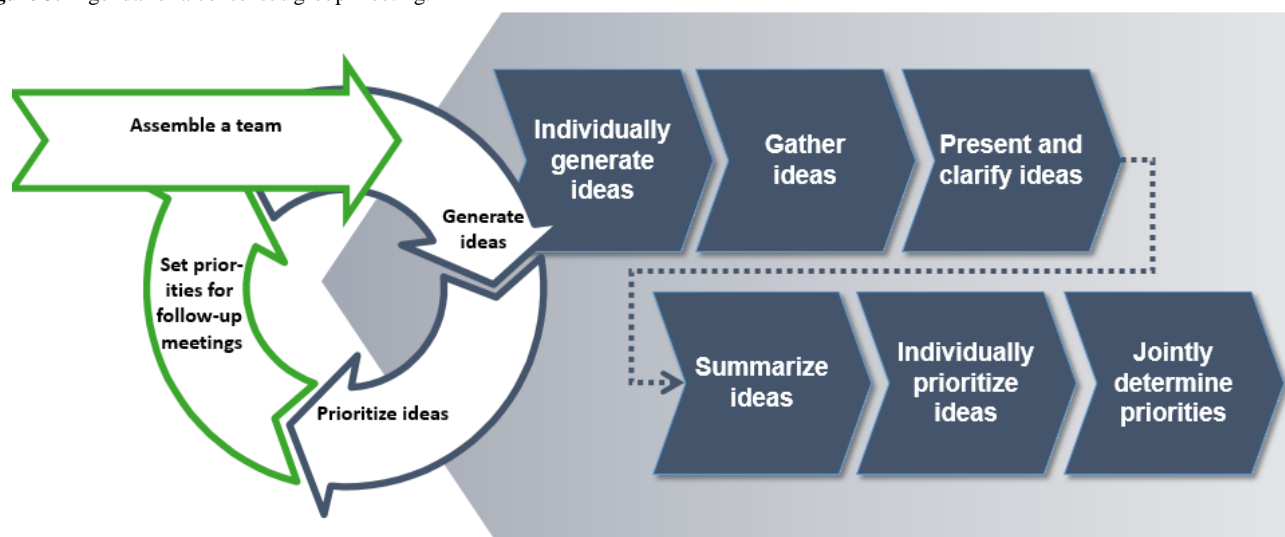 Assemble a team
Generate
ideas
Prioritize ideas
Set prior-
ities for
follow-up
meetings
Individually
generate
ideas
Gather
ideas
Present and
clarify ideas
Summarize
ideas
Individually
prioritize
ideas
Jointly
determine
priorities